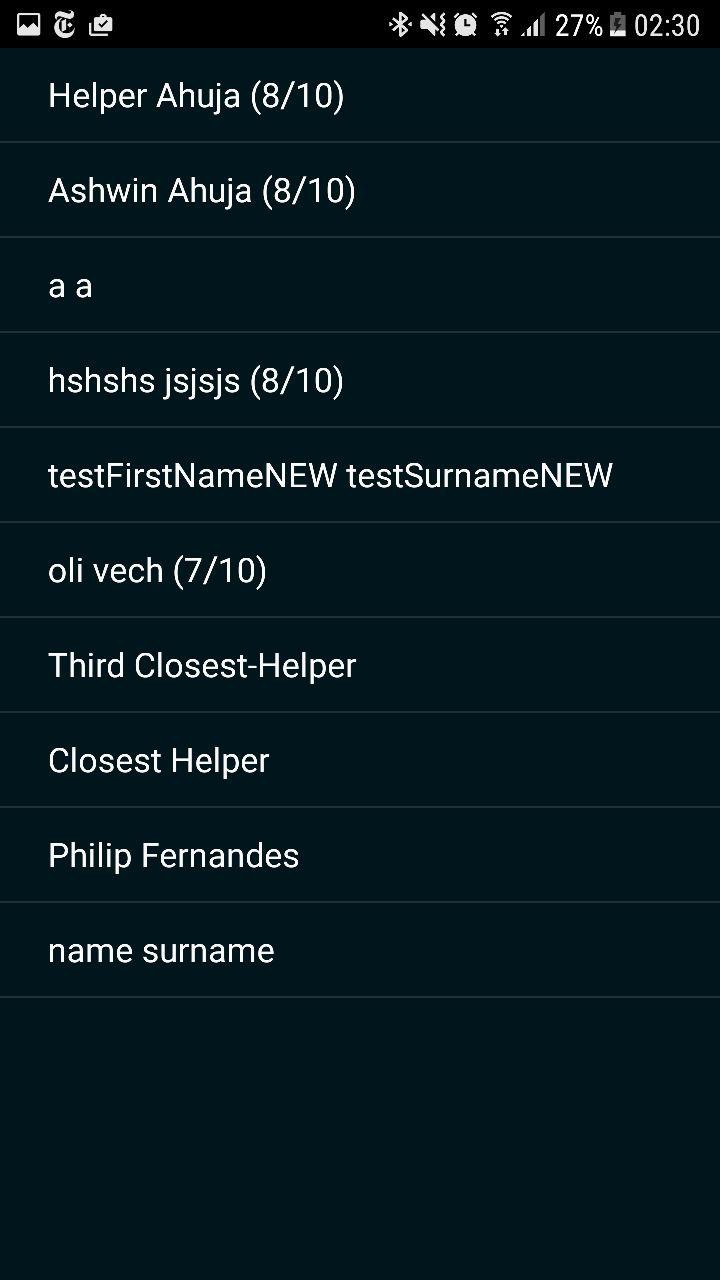 27% 02:30
Helper Ahuja (8/10)
Ashwin Ahuja (8/10)
a a
hshshs jsjsjs (8/10)
testFirstNameNEW testSurnameNEW
oli vech (7/10)
Third Closest-Helper
Closest Helper
Philip Fernandes
name surname